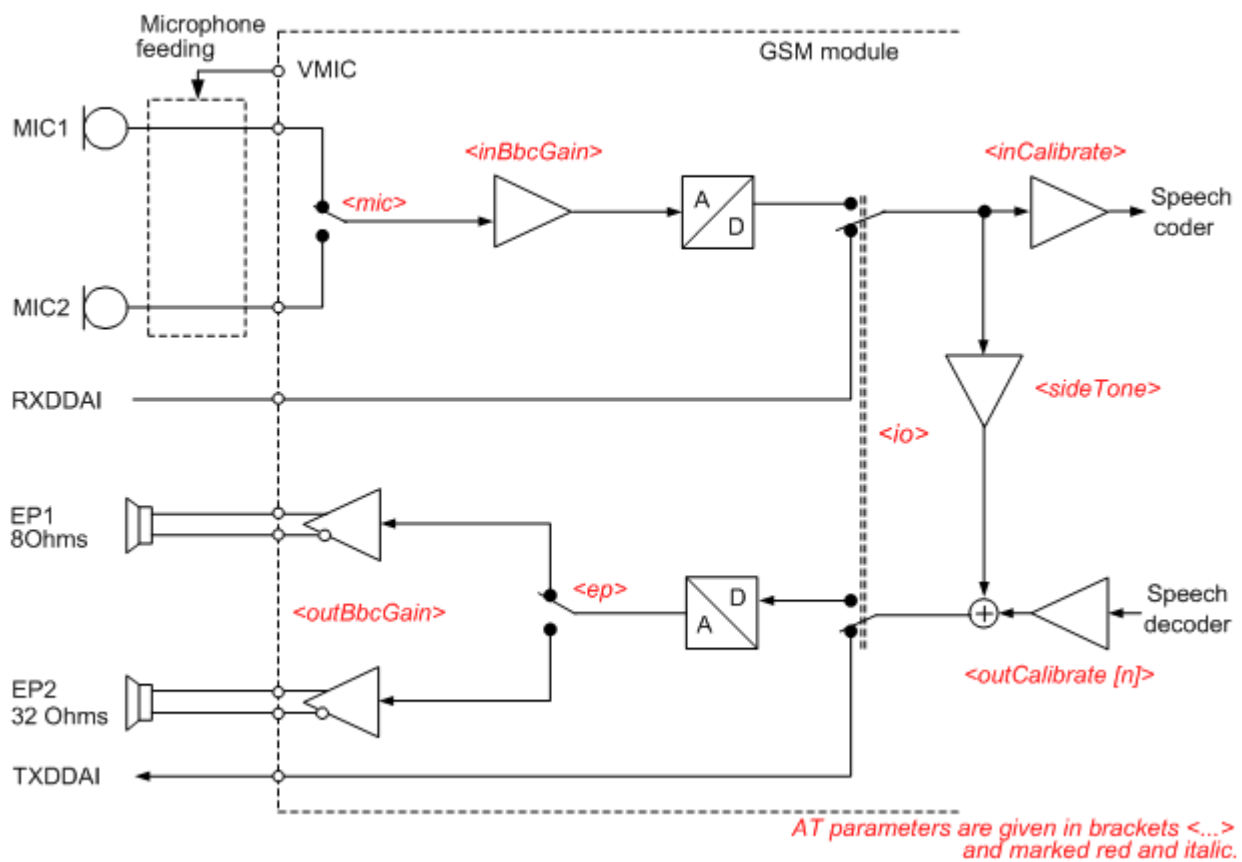 Microphone
feeding
GSM module
VMIC
MIC1
<inBbcGain>
<inCalibrate>
<mic>
A
D
Speech
coder
MIC2
RXDDAI
<sideTone>
<io>
EP1
8Ohms
<ep>
D
A
Speech
decoder
<outBbcGain>
<outCalibrate [n]>
EP2
32 Ohms
TXDDAI
AT parameters are given in brackets <...>
and marked red and italic.